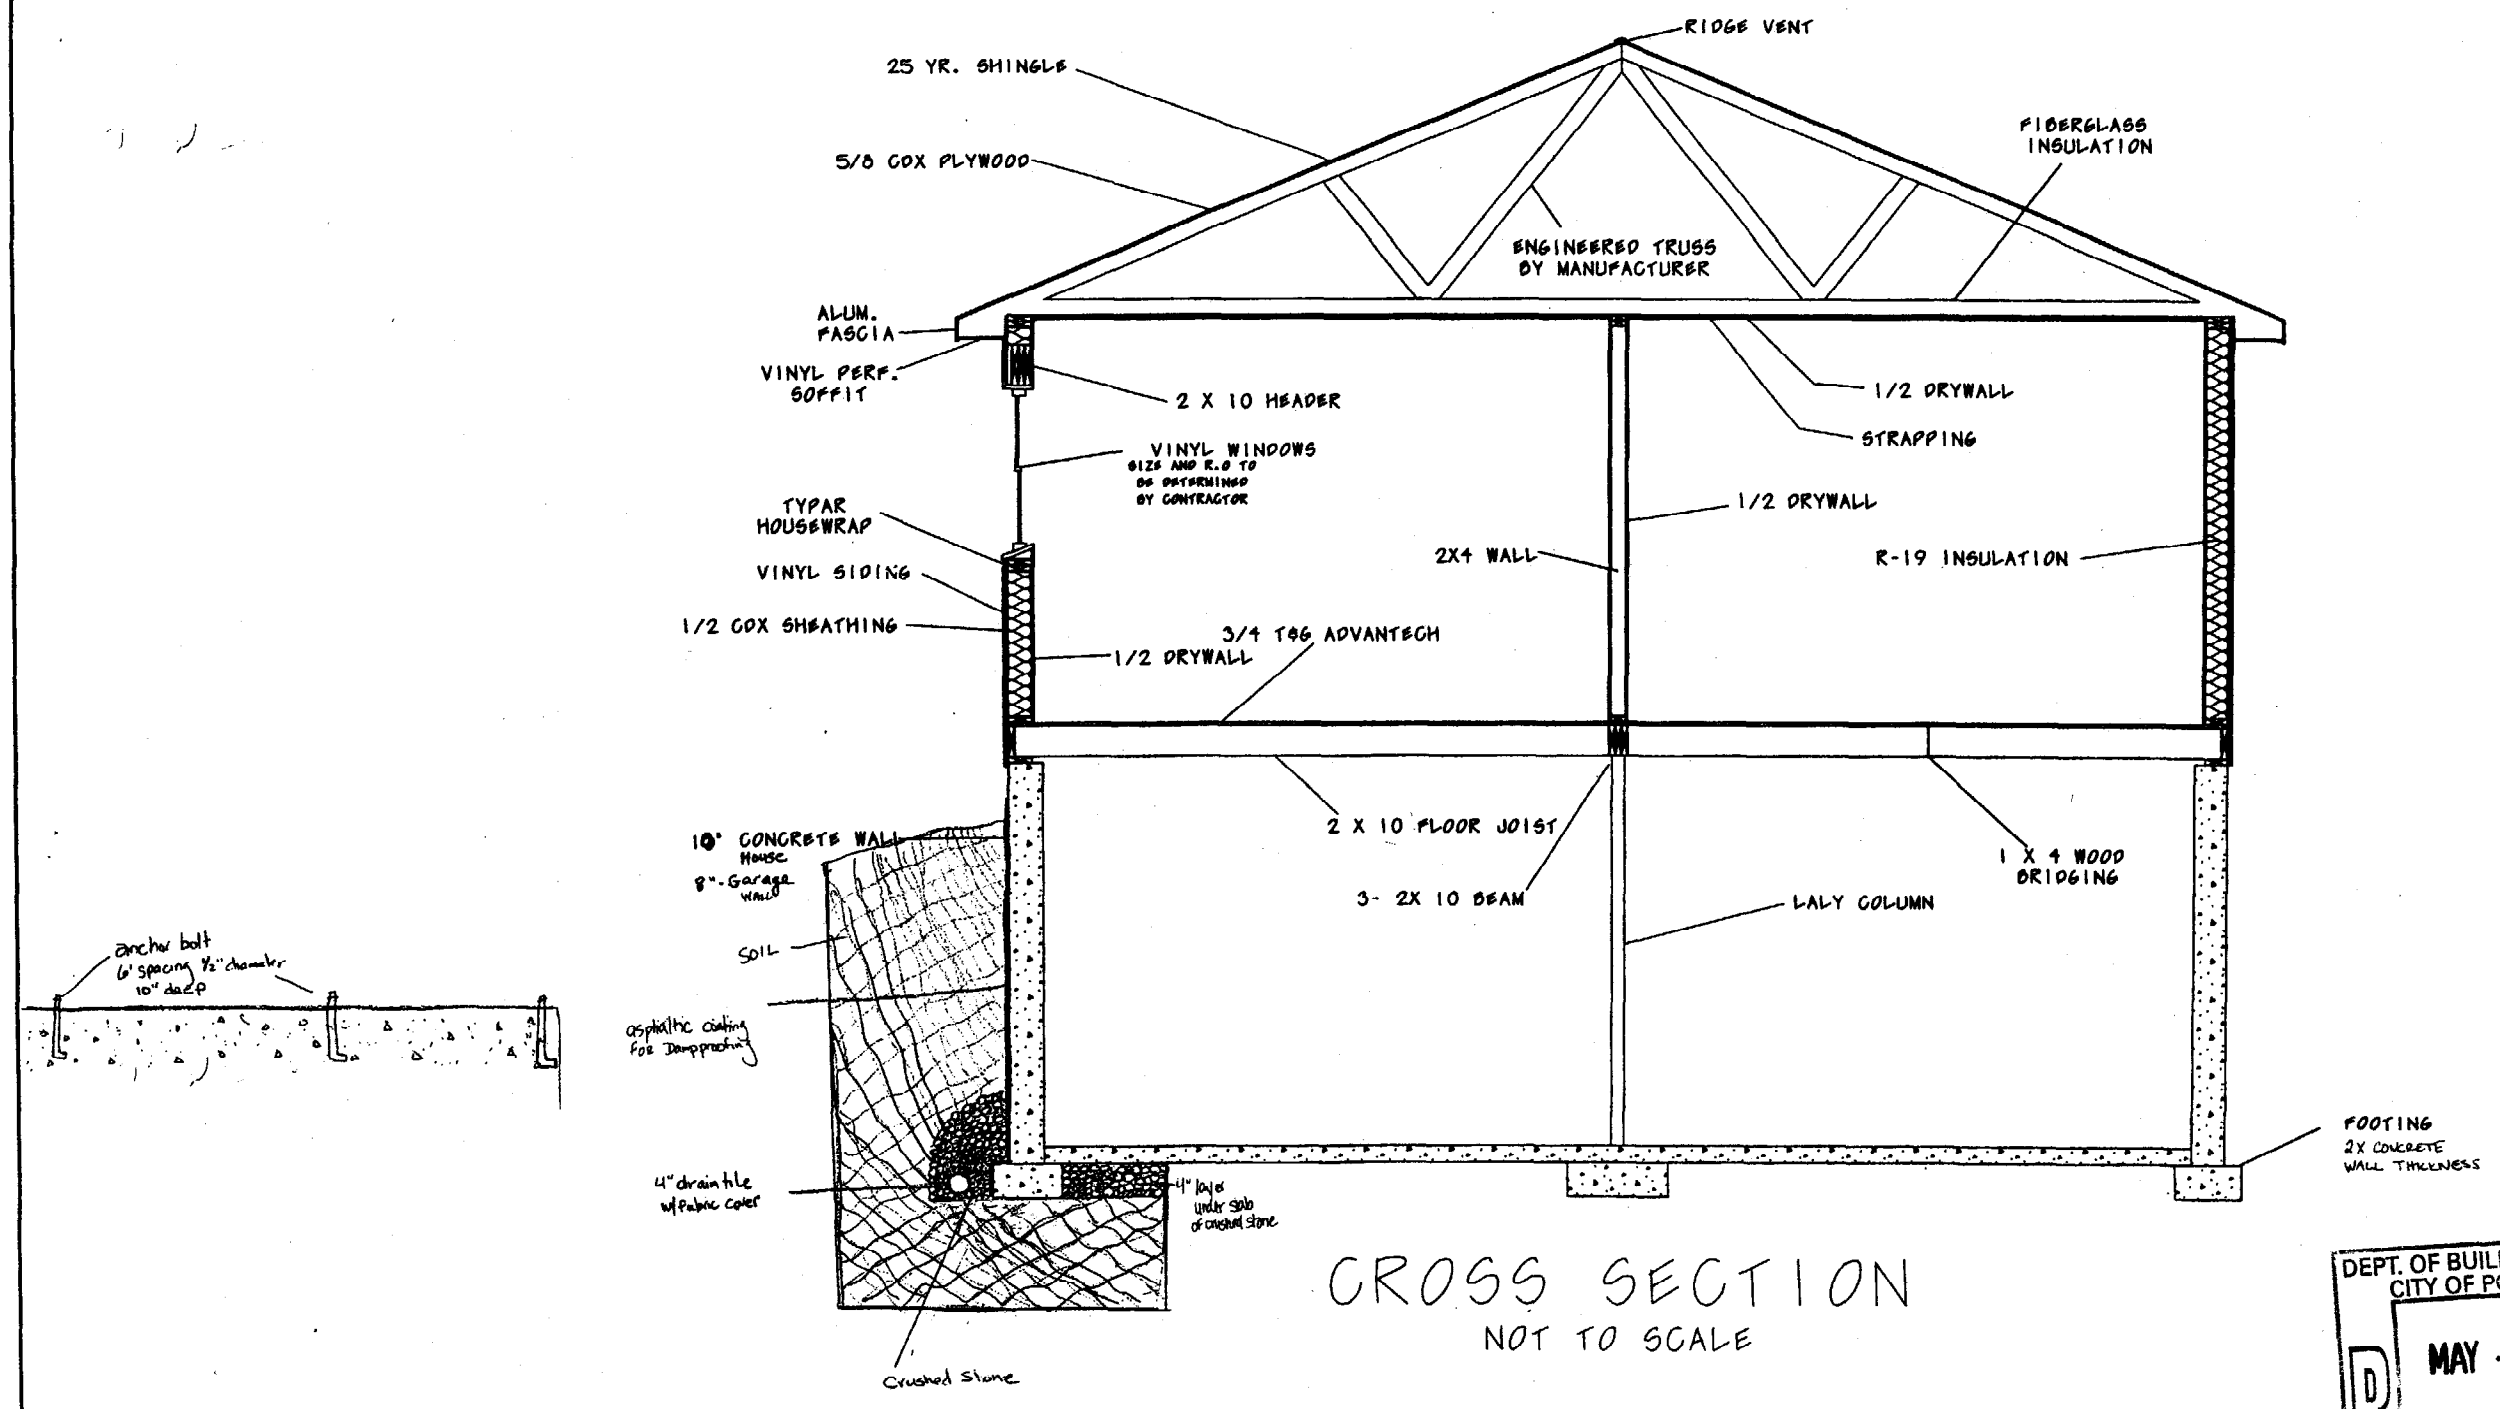 RIDGE VENT
25 YR. SHINGLE
FIBERGLASS
INSULATION
5/8 CDX PLYWOOD
ENGINEERED TRUSS
BY MANUFACTURER
ALUM.
FASCIA
VINYL PERF.
SOFFIT
2 X 10 HEADER
1/2 DRYWALL
STRAPPING
VINYL WINDOWS
SIZE AND R.O TO
BE DETERMINED
BY CONTRACTOR
TYPAR
HOUSEWRAP
1/2 DRYWALL
2X4 WALL
R-19 INSULATION
VINYL SIDING
1/2 CDX SHEATHING
3/4 T&G ADVANTECH
1/2 DRYWALL
10" CONCRETE WALL
House
8"-Garage
WALL
2 X 10 FLOOR JOIST
1 X 4 WOOD
BRIDGING
3- 2X 10 BEAM
LALY COLUMN
SOIL
anchor bolt
6' spacing 1/2" diameter
10" deep
asphaltic coating
FOR Dampproofing
FOOTING
2X CONCRETE
WALL THICKNESS
4" drain tile
w/fabric cover
4" layer
under slab
of crushed stone
CROSS SECTION
NOT TO SCALE
Crushed Stone
DEPT. OF BUIL
CITY OF PO
MAY
D